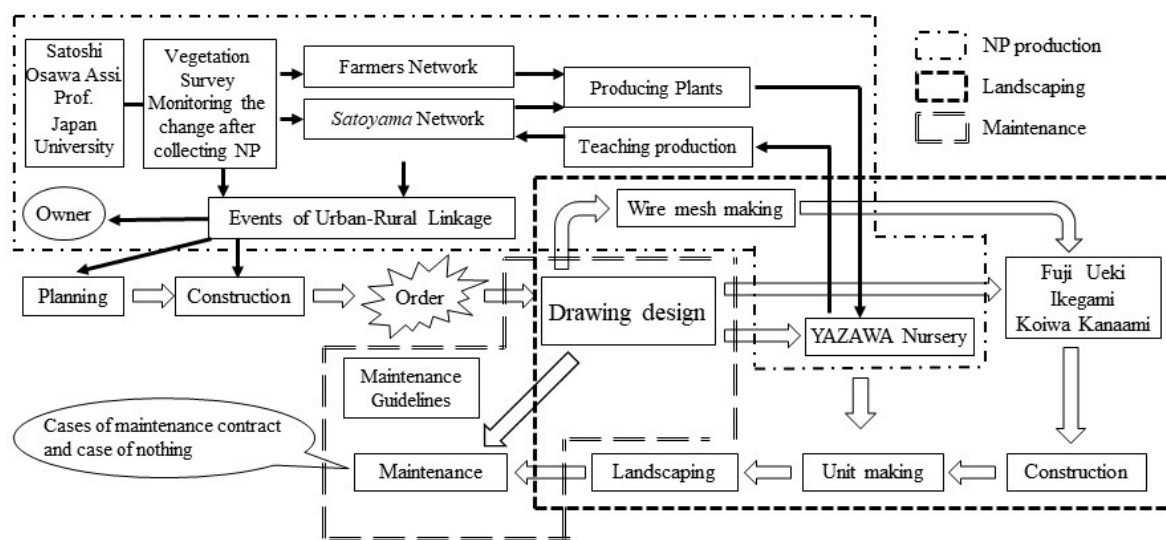 Satoshi
Osawa Assi.
Prof.
Japan
University
Vegetation
Survey
Monitoring the
change after
collecting NP
Farmers Network
Satoyama Network
Producing Plants
Teaching production
NP production
Landscaping
Maintenance
Owner
Events of Urban-Rural Linkage
Wire mesh making
Planning
Construction
Order
Drawing design
YAZAWA Nursery
Fuji Ueki
Ikegami
Koiwa Kanaami
Maintenance
Guidelines
Cases of maintenance contract
and case of nothing
Maintenance
Landscaping
Unit making
Construction